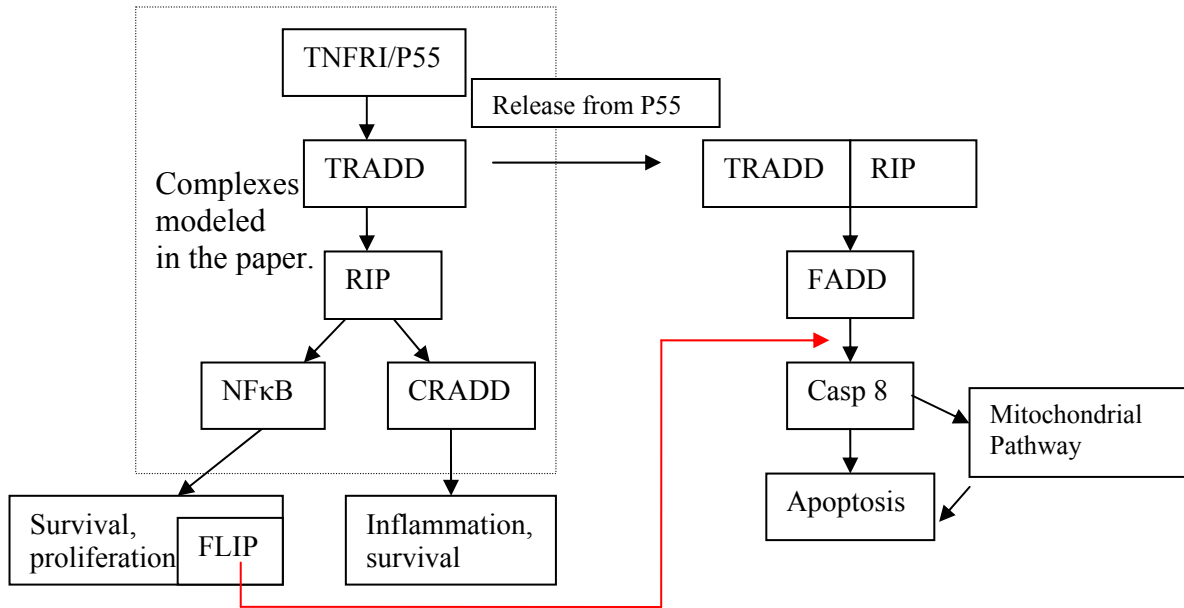 TNFRI/P55
Release from P55
TRADD
TRADD
RIP
Complexes
modeled
in the paper.
RIP
FADD
NFκB
CRADD
Casp 8
Mitochondrial
Pathway
Survival,
proliferation
FLIP
Inflammation,
survival
Apoptosis